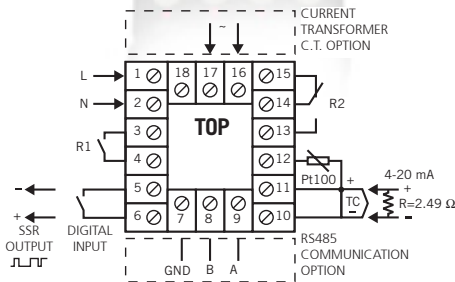 CURRENT
TRANSFORMER
C.T. OPTION
~
L
N
1
18
17
16
15
2
14
R2
TOP
R1
3
13
4
12
Pt100
+
4-20 mA
-
5
11
TC
+
R=2.49 Ω
+
6
7
8
9
10
-
SSR
OUTPUT
DIGITAL
INPUT
GND
B
A
RS485
COMMUNICATION
OPTION